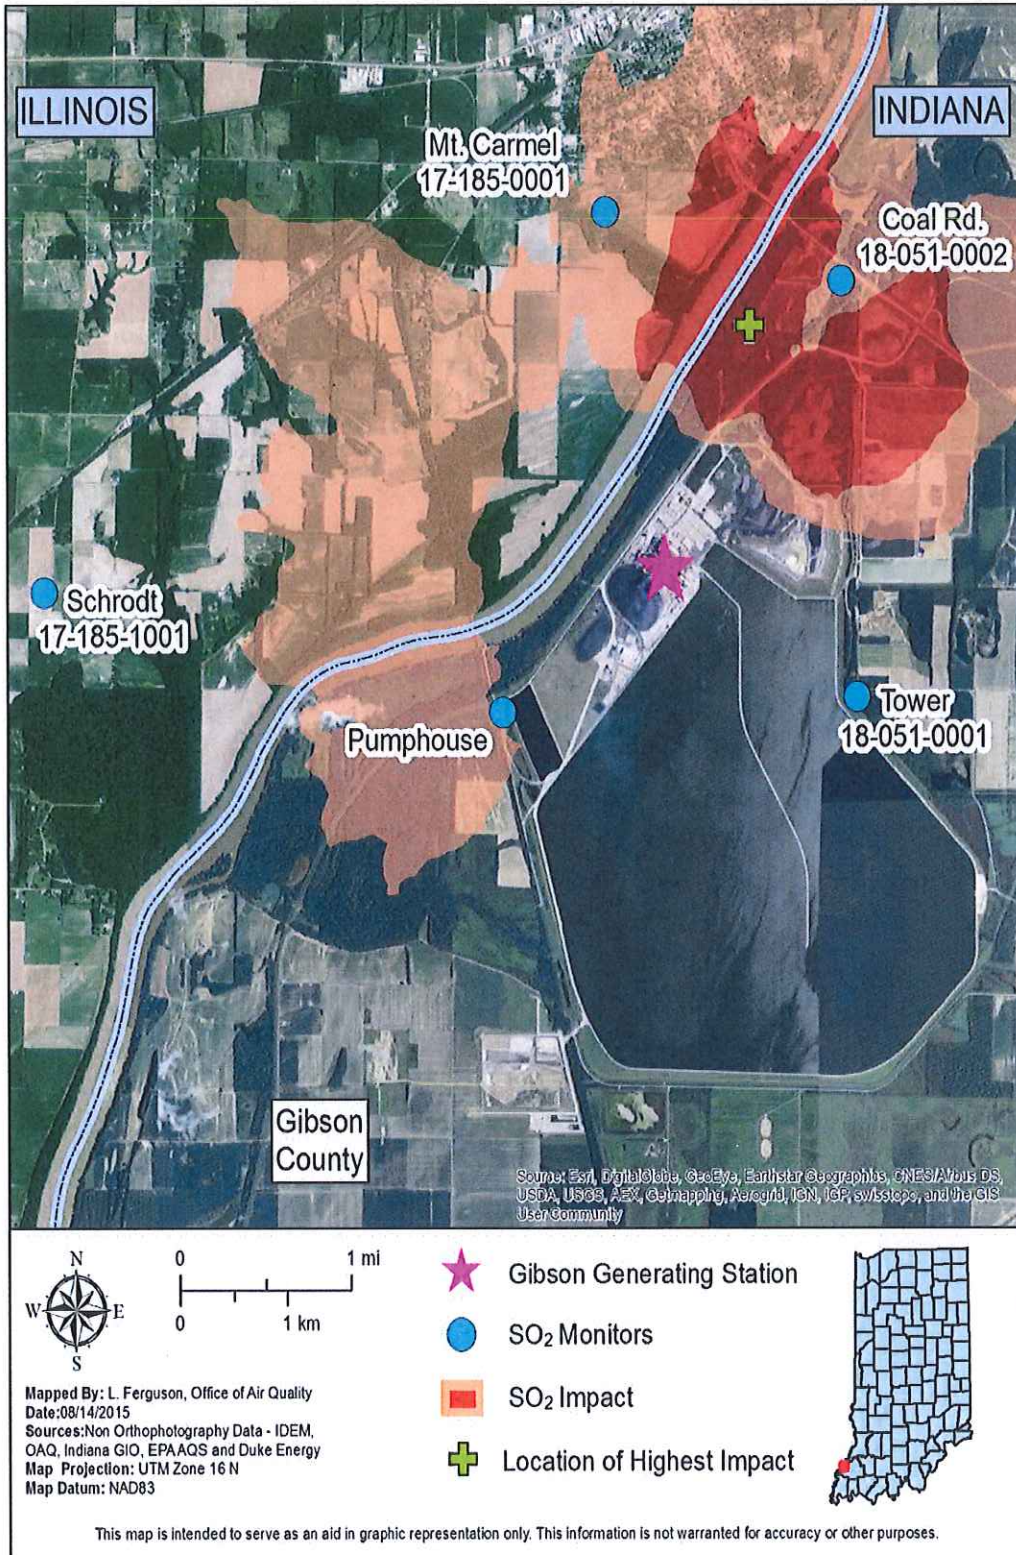 ILLINOIS
INDIANA
Mt. Carmel
17-185-0001
Coal Rd.
18-051-0002
Schrodt
17-185-1001
Pumphouse
Tower
18-051-0001
Gibson
County
Source: Esri, DigitalGlobe, GeoEye, Earthstar Geographics, CNES/Airbus DS,
USDA, USGS, AEX, Getmapping, Aerogrid, IGN, IGP, swisstopo, and the GIS
User Community
N
W E
S
0 1 mi
0 1 km
Gibson Generating Station
SO₂ Monitors
SO₂ Impact
Location of Highest Impact
Mapped By: L. Ferguson, Office of Air Quality
Date:08/14/2015
Sources:Non Orthophotography Data - IDEM,
OAQ, Indiana GIO, EPA AQS and Duke Energy
Map Projection: UTM Zone 16 N
Map Datum: NAD83
This map is intended to serve as an aid in graphic representation only. This information is not warranted for accuracy or other purposes.